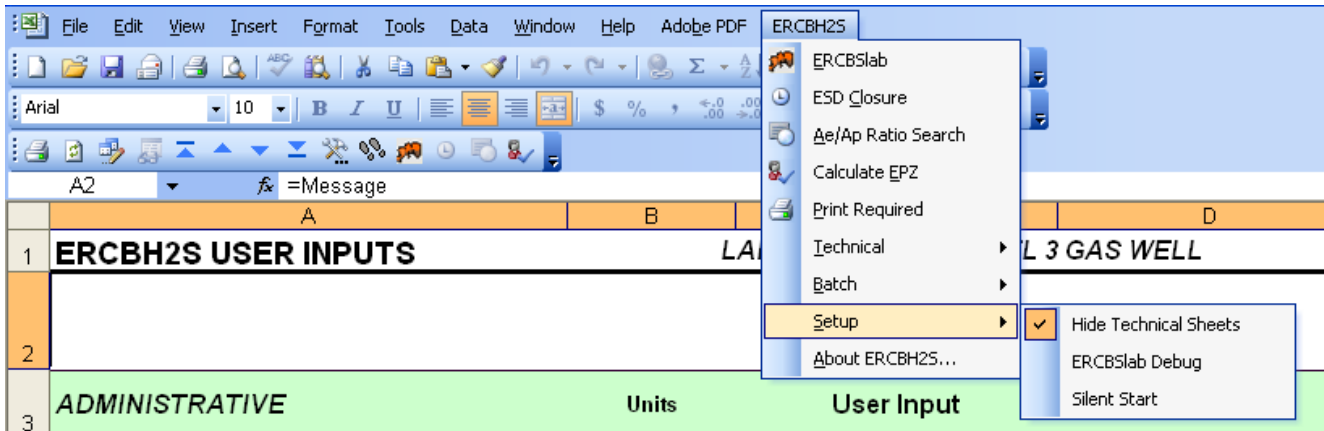 File Edit View Insert Format Tools Data Window Help Adobe PDF ERCBH2S
ERCBSlab
Arial 10 B I U $ % , .00 .00
ESD Closure
Ae/Ap Ratio Search
A2 fx =Message
Calculate EPZ
A B D
Print Required
1 ERCBH2S USER INPUTS L 3 GAS WELL
Technical
Batch
Setup
Hide Technical Sheets
2
About ERCBH2S...
ERCBSlab Debug
3 ADMINISTRATIVE Units User Input
Silent Start